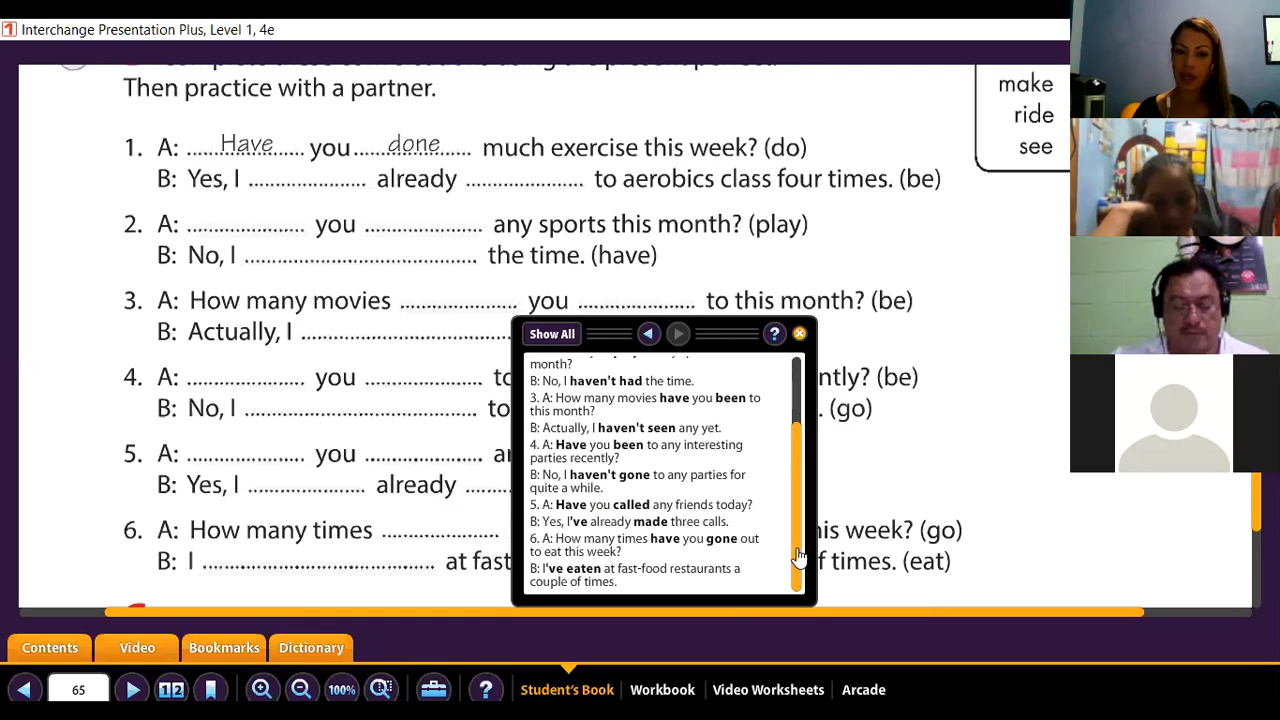 Interchange Presentation Plus, Level 1, 4e
Then practice with a partner.
make
ride
see
1. A: Have you done much exercise this week? (do)
B: Yes, I already to aerobics class four times. (be)
2. A: you any sports this month? (play)
B: No, I the time. (have)
3. A: How many movies you to this month? (be)
B: Actually, I
4. A: you to ntly? (be)
B: No, I to . (go)
5. A: you
B: Yes, I already
6. A: How many times his week? (go)
B: I at fast f times. (eat)
Show All
?
month?
B: No, I haven't had the time.
3. A: How many movies have you been to
this month?
B: Actually, I haven't seen any yet.
4. A: Have you been to any interesting
parties recently?
B: No, I haven't gone to any parties for
quite a while.
5. A: Have you called any friends today?
B: Yes, I've already made three calls.
6. A: How many times have you gone out
to eat this week?
B: I've eaten at fast-food restaurants a
couple of times.
Contents Video Bookmarks Dictionary
65 12 100% ? Student's Book Workbook Video Worksheets Arcade